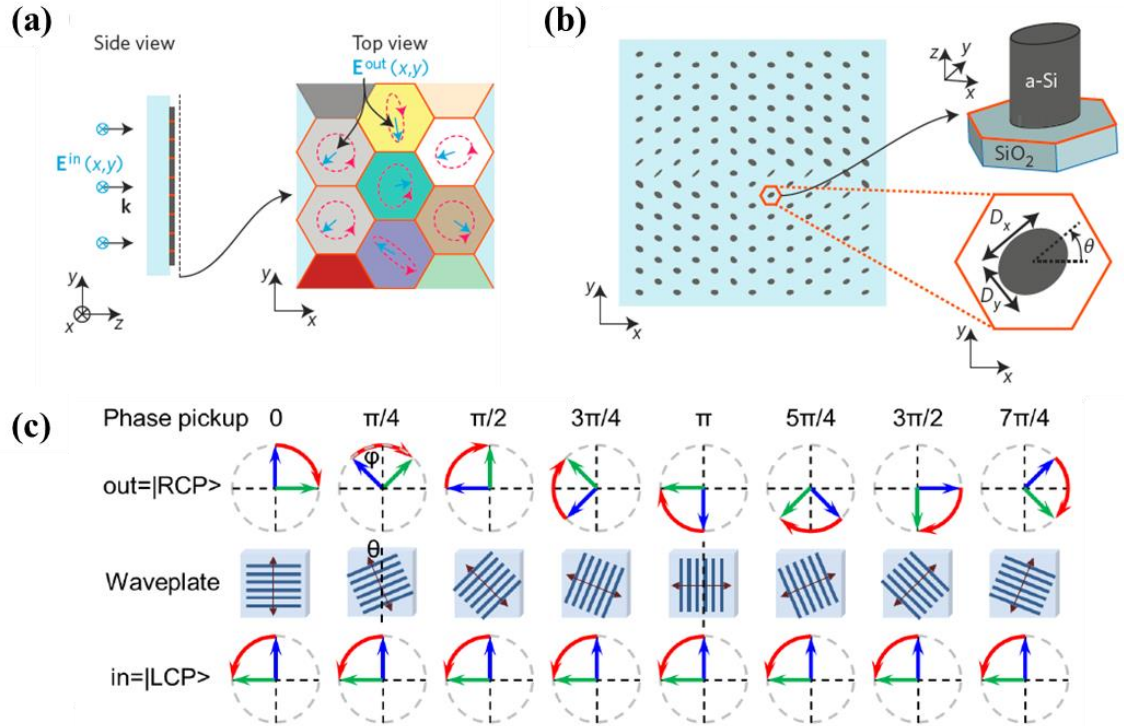 (a)
Side view
Top view
E^out(x,y)
E^in(x,y)
k
y
x
z
y
x
(b)
z
y
x
a-Si
SiO₂
D_x
θ
D_y
y
x
y
x
(c)
Phase pickup 0 π/4 π/2 3π/4 π 5π/4 3π/2 7π/4
φ
out=|RCP>
θ
Waveplate
in=|LCP>